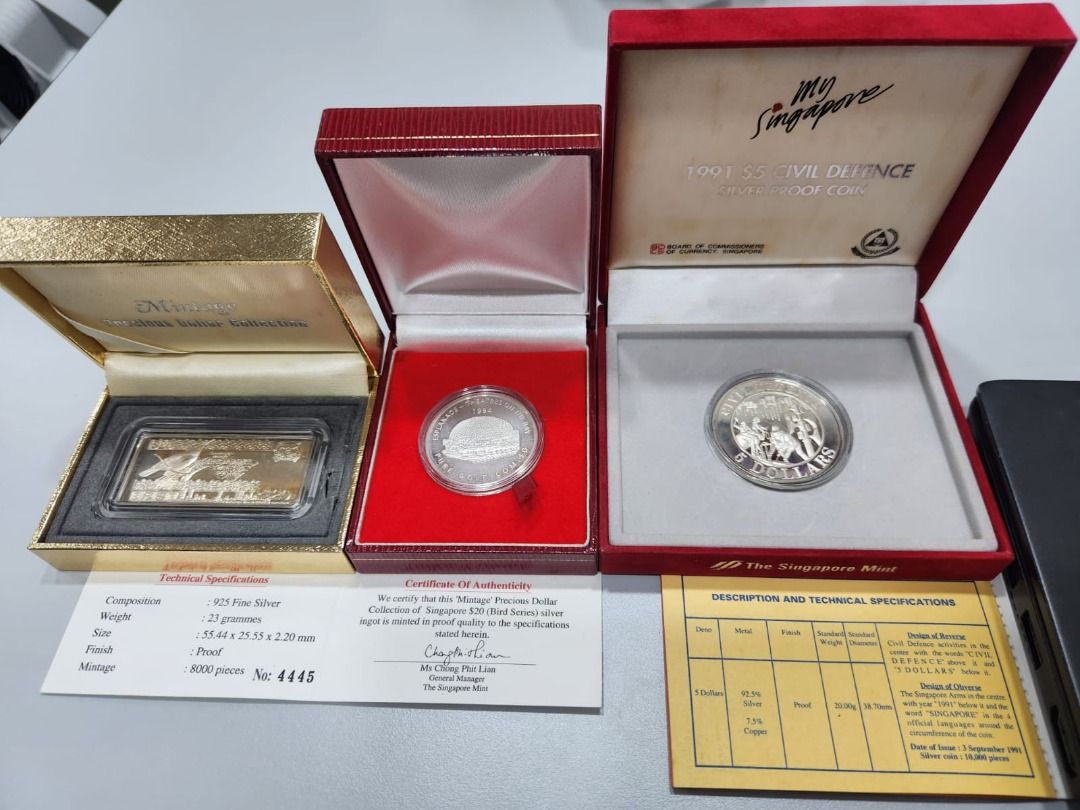 Mintage
Precious Dollar Collection
ESPLANADE - THEATRES ON THE BAY
1994
my
Singapore
1991 $5 CIVIL DEFENCE
SILVER PROOF COIN
BOARD OF COMMISSIONERS
OF CURRENCY SINGAPORE
CIVIL DEFENCE
5 DOLLARS
The Singapore Mint
Technical Specifications
Composition : 925 Fine Silver
Weight : 23 grammes
Size : 55.44 x 25.55 x 2.20 mm
Finish : Proof
Mintage : 8000 pieces No: 4445
Certificate Of Authenticity
We certify that this 'Mintage' Precious Dollar
Collection of Singapore $20 (Bird Series) silver
ingot is minted in proof quality to the specifications
stated herein.
Ms Chong Phit Lian
General Manager
The Singapore Mint
DESCRIPTION AND TECHNICAL SPECIFICATIONS
Deno Metal Finish Standard Weight Standard Diameter
5 Dollars 92.5% Silver 7.5% Copper Proof 20.00g 38.70mm
Design of Reverse
Civil Defence activities in the
centre with the words "CIVIL
DEFENCE" above it and
"5 DOLLARS" below it.
Design of Obverse
The Singapore Arms in the centre
with year "1991" below it and the
word "SINGAPORE" in the 4
official languages around the
circumference of the coin.
Date of Issue : 3 September 1991
Silver coin : 10,000 pieces